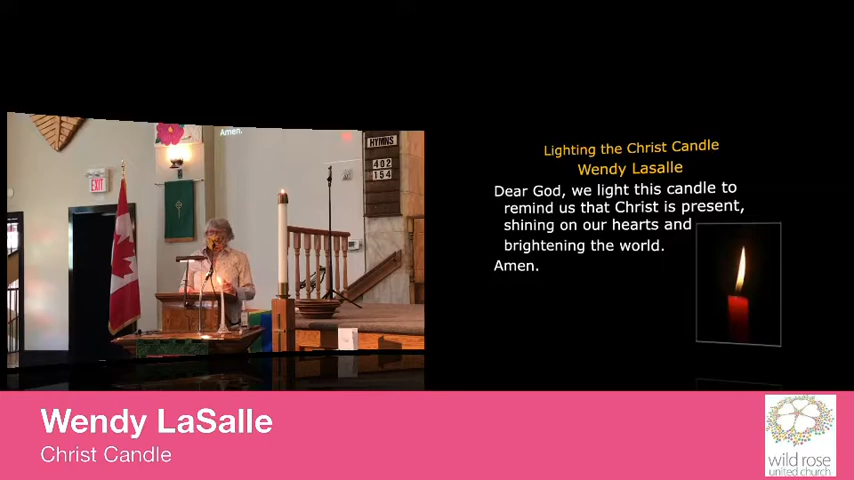 Amen.
EXIT
HYMNS
402
154
Lighting the Christ Candle
Wendy Lasalle
Dear God, we light this candle to
remind us that Christ is present,
shining on our hearts and
brightening the world.
Amen.
Wendy LaSalle
Christ Candle
wild rose
united church